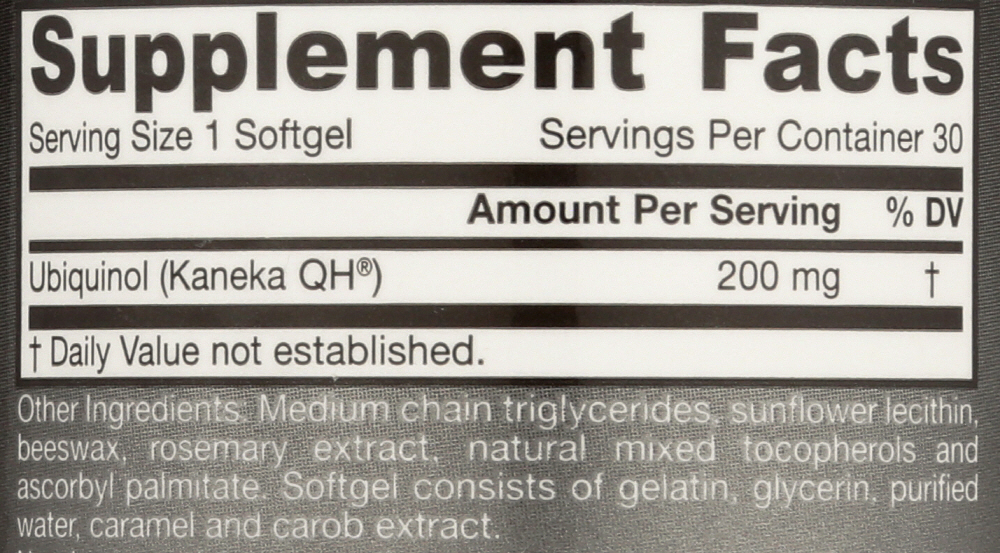 Supplement Facts
Serving Size 1 Softgel Servings Per Container 30
Amount Per Serving % DV
Ubiquinol (Kaneka QH®) 200 mg †
† Daily Value not established.
Other Ingredients: Medium chain triglycerides, sunflower lecithin,
beeswax, rosemary extract, natural mixed tocopherols and
ascorbyl palmitate. Softgel consists of gelatin, glycerin, purified
water, caramel and carob extract.